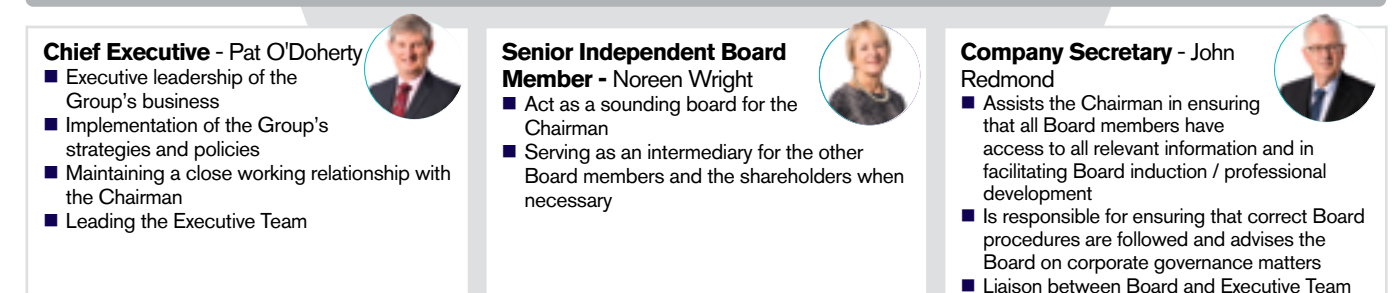 Chief Executive - Pat O'Doherty
■ Executive leadership of the
Group's business
■ Implementation of the Group's
strategies and policies
■ Maintaining a close working relationship with
the Chairman
■ Leading the Executive Team
Senior Independent Board
Member - Noreen Wright
■ Act as a sounding board for the
Chairman
■ Serving as an intermediary for the other
Board members and the shareholders when
necessary
Company Secretary - John
Redmond
■ Assists the Chairman in ensuring
that all Board members have
access to all relevant information and in
facilitating Board induction / professional
development
■ Is responsible for ensuring that correct Board
procedures are followed and advises the
Board on corporate governance matters
■ Liaison between Board and Executive Team